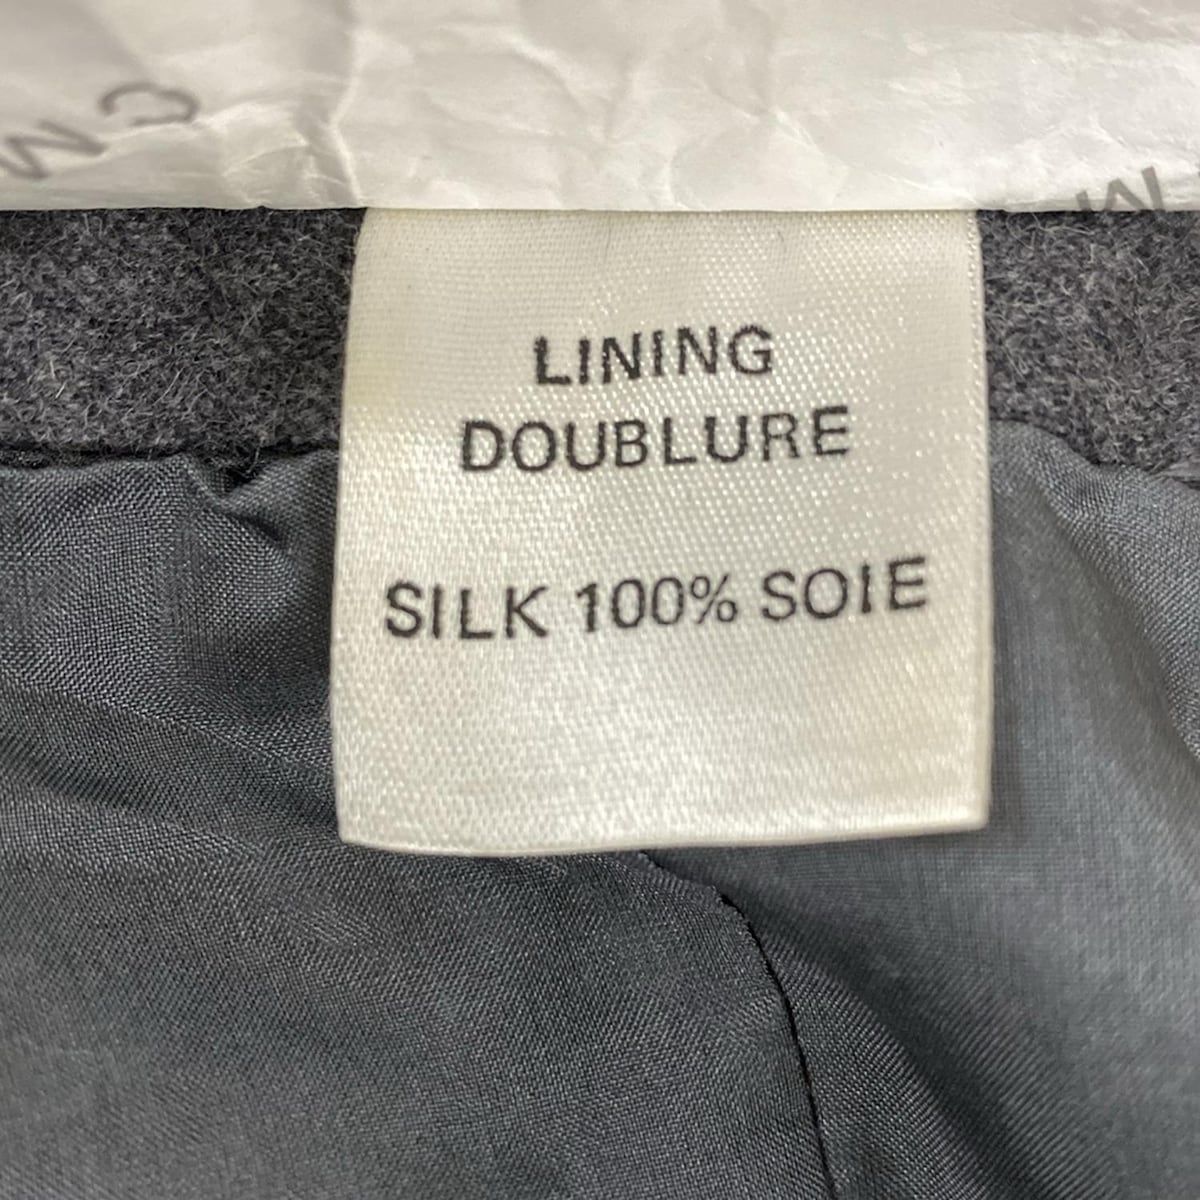 LINING
DOUBLURE
SILK 100% SOIE